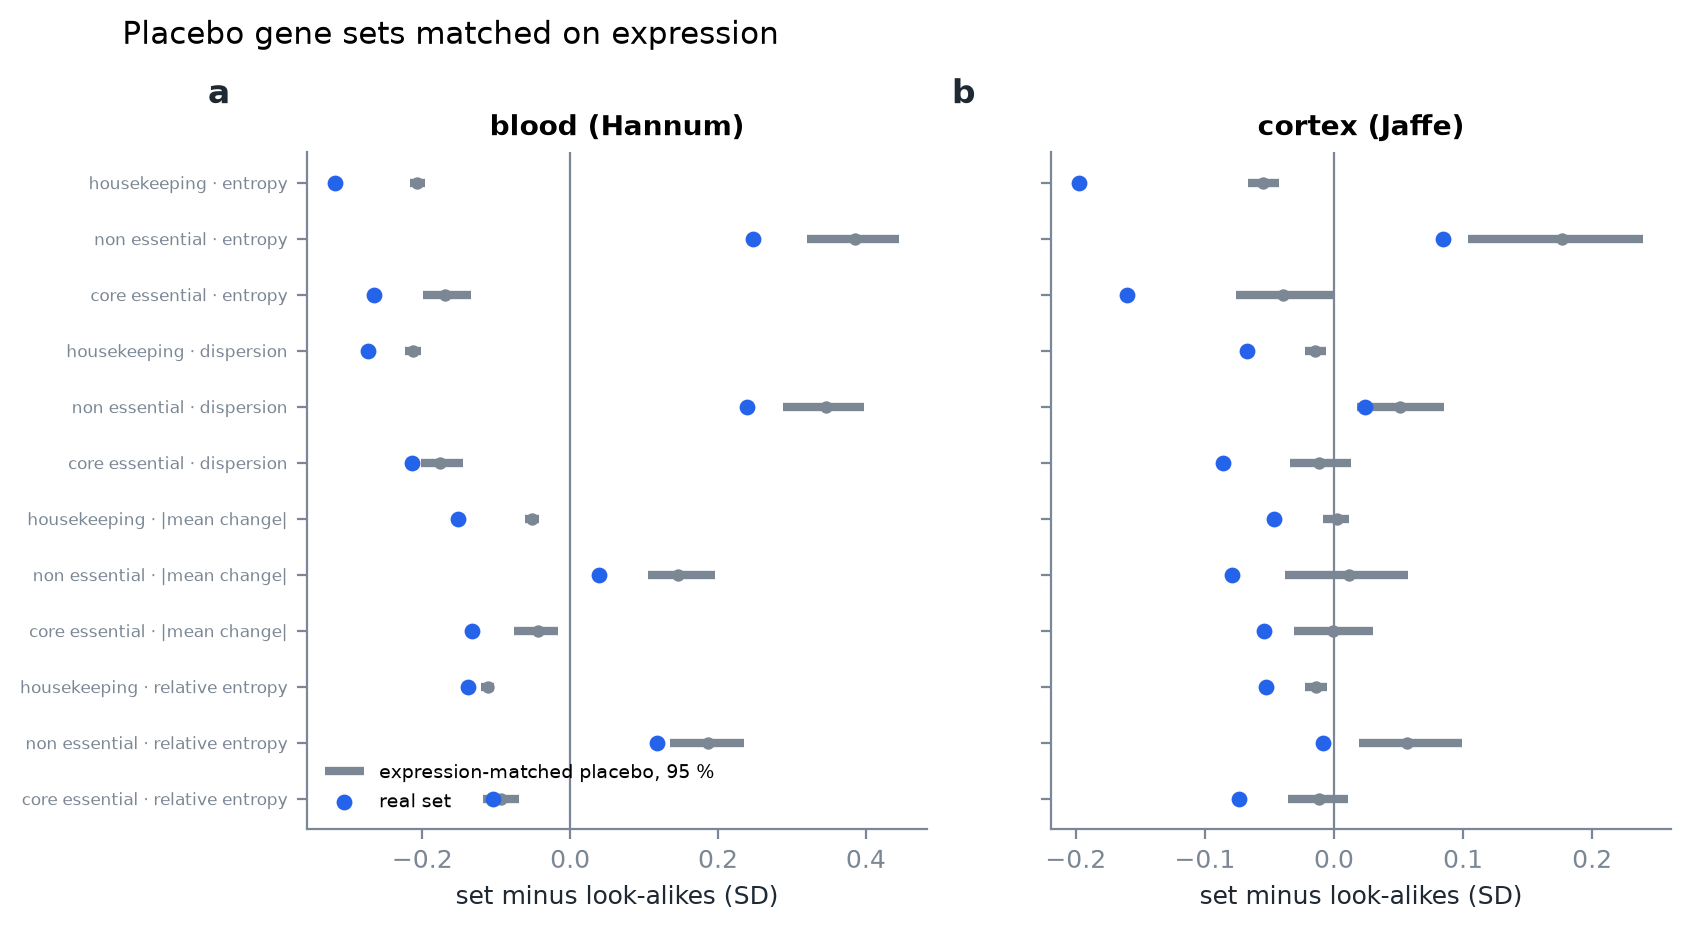 Placebo gene sets matched on expression
a
blood (Hannum)
housekeeping · entropy
non essential · entropy
core essential · entropy
housekeeping · dispersion
non essential · dispersion
core essential · dispersion
housekeeping · |mean change|
non essential · |mean change|
core essential · |mean change|
housekeeping · relative entropy
non essential · relative entropy
core essential · relative entropy
expression-matched placebo, 95 %
real set
−0.2 0.0 0.2 0.4
set minus look-alikes (SD)
b
cortex (Jaffe)
−0.2 −0.1 0.0 0.1 0.2
set minus look-alikes (SD)